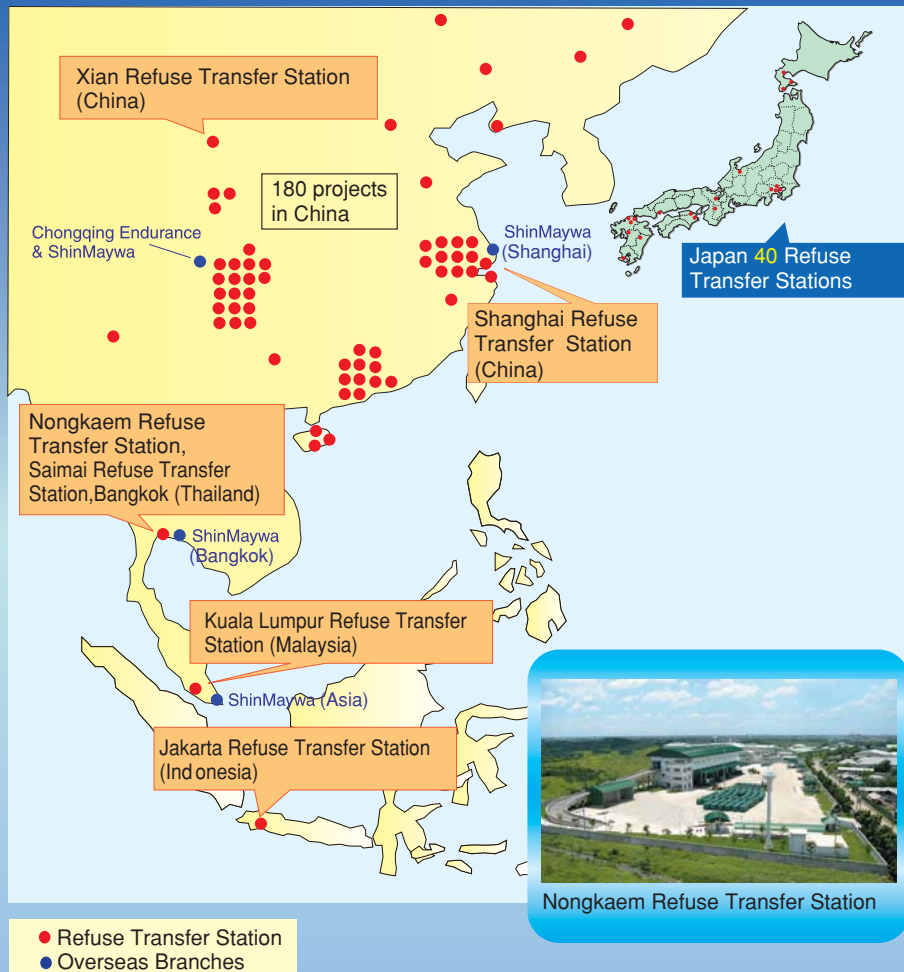 Xian Refuse Transfer Station
(China)
180 projects
in China
Chongqing Endurance
& ShinMaywa
ShinMaywa
(Shanghai)
Japan 40 Refuse
Transfer Stations
Shanghai Refuse
Transfer Station
(China)
Nongkaem Refuse
Transfer Station,
Saimai Refuse Transfer
Station,Bangkok (Thailand)
ShinMaywa
(Bangkok)
Kuala Lumpur Refuse Transfer
Station (Malaysia)
ShinMaywa (Asia)
Jakarta Refuse Transfer Station
(Ind onesia)
Nongkaem Refuse Transfer Station
Refuse Transfer Station
Overseas Branches